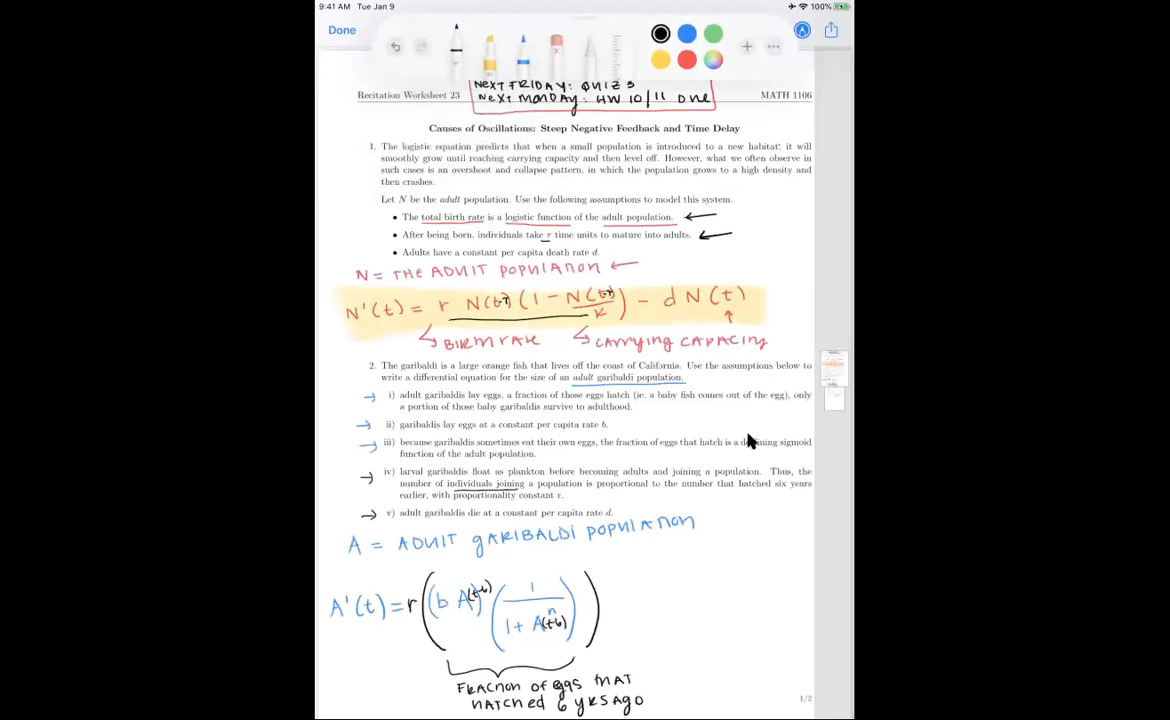 9:41 AM Tue Jan 9
100%
Done
NEXT FRIDAY: QUIZ 3
NEXT MONDAY: HW 10/11 DUE
Recitation Worksheet 23
MATH 1106
Causes of Oscillations: Steep Negative Feedback and Time Delay
1. The logistic equation predicts that when a small population is introduced to a new habitat, it will
smoothly grow until reaching carrying capacity and then level off. However, what we often observe in
such cases is an overshoot and collapse pattern, in which the population grows to a high density and
then crashes.
Let N be the adult population. Use the following assumptions to model this system.
• The total birth rate is a logistic function of the adult population.
• After being born, individuals take τ time units to mature into adults.
• Adults have a constant per capita death rate d.
N = THE ADULT POPULATION
N'(t) = r N(t-τ) (1 - N(t-τ)/K) - d N(t)
BIRTH RATE
CARRYING CAPACITY
2. The garibaldi is a large orange fish that lives off the coast of California. Use the assumptions below to
write a differential equation for the size of an adult garibaldi population.
i) adult garibaldi lay eggs, a fraction of those eggs hatch (ie. a baby fish comes out of the egg), only
a portion of those baby garibaldis survive to adulthood.
ii) garibaldis lay eggs at a constant per capita rate b.
iii) because garibaldis sometimes eat their own eggs, the fraction of eggs that hatch is a declining sigmoid
function of the adult population.
iv) larval garibaldis float as plankton before becoming adults and joining a population. Thus, the
number of individuals joining a population is proportional to the number that hatched six years
earlier, with proportionality constant r.
v) adult garibaldi die at a constant per capita rate d.
A = ADULT GARIBALDI POPULATION
A'(t) = r ((b A(t-6)) (1 / (1 + A^n(t-6))))
FRACTION OF EGGS THAT
HATCHED 6 YRS AGO
1/2